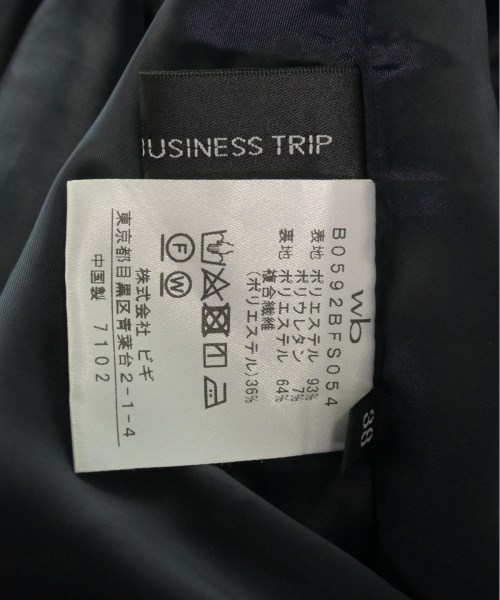 BUSINESS TRIP
wb
B0592BFS054
表地 ポリエステル 93%
ポリウレタン 7%
裏地 ポリエステル 64%
複合繊維
(ポリエステル)36%
F
W
株式会社 ビギ
東京都目黒区青葉台2-1-4
中国製 7102
38